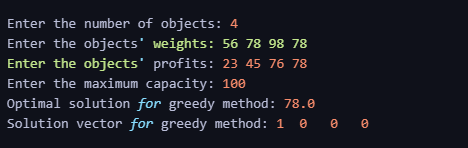 Enter the number of objects: 4
Enter the objects' weights: 56 78 98 78
Enter the objects' profits: 23 45 76 78
Enter the maximum capacity: 100
Optimal solution for greedy method: 78.0
Solution vector for greedy method: 1 0 0 0